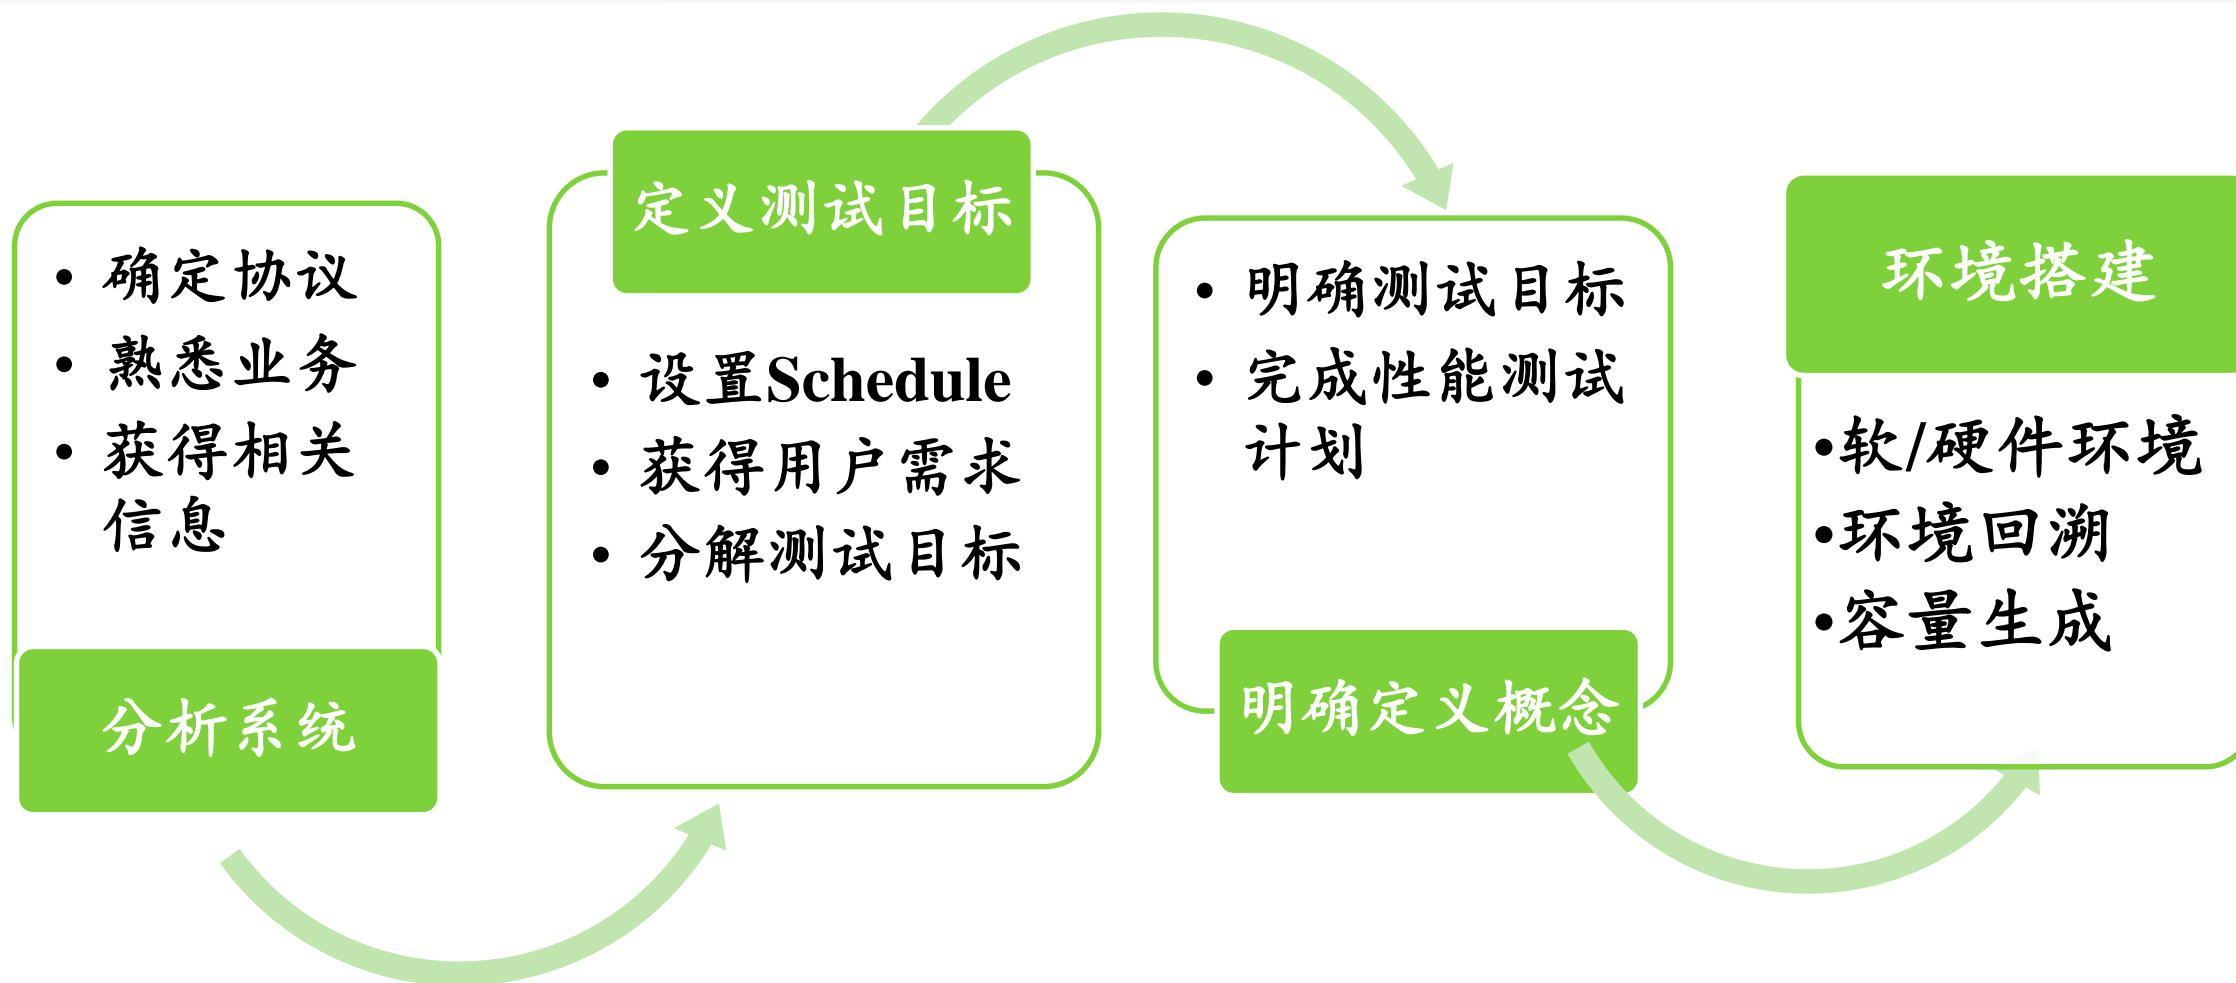 • 确定协议
• 熟悉业务
• 获得相关
信息
分析系统
定义测试目标
• 设置Schedule
• 获得用户需求
• 分解测试目标
• 明确测试目标
• 完成性能测试
计划
明确定义概念
环境搭建
•软/硬件环境
•环境回溯
•容量生成